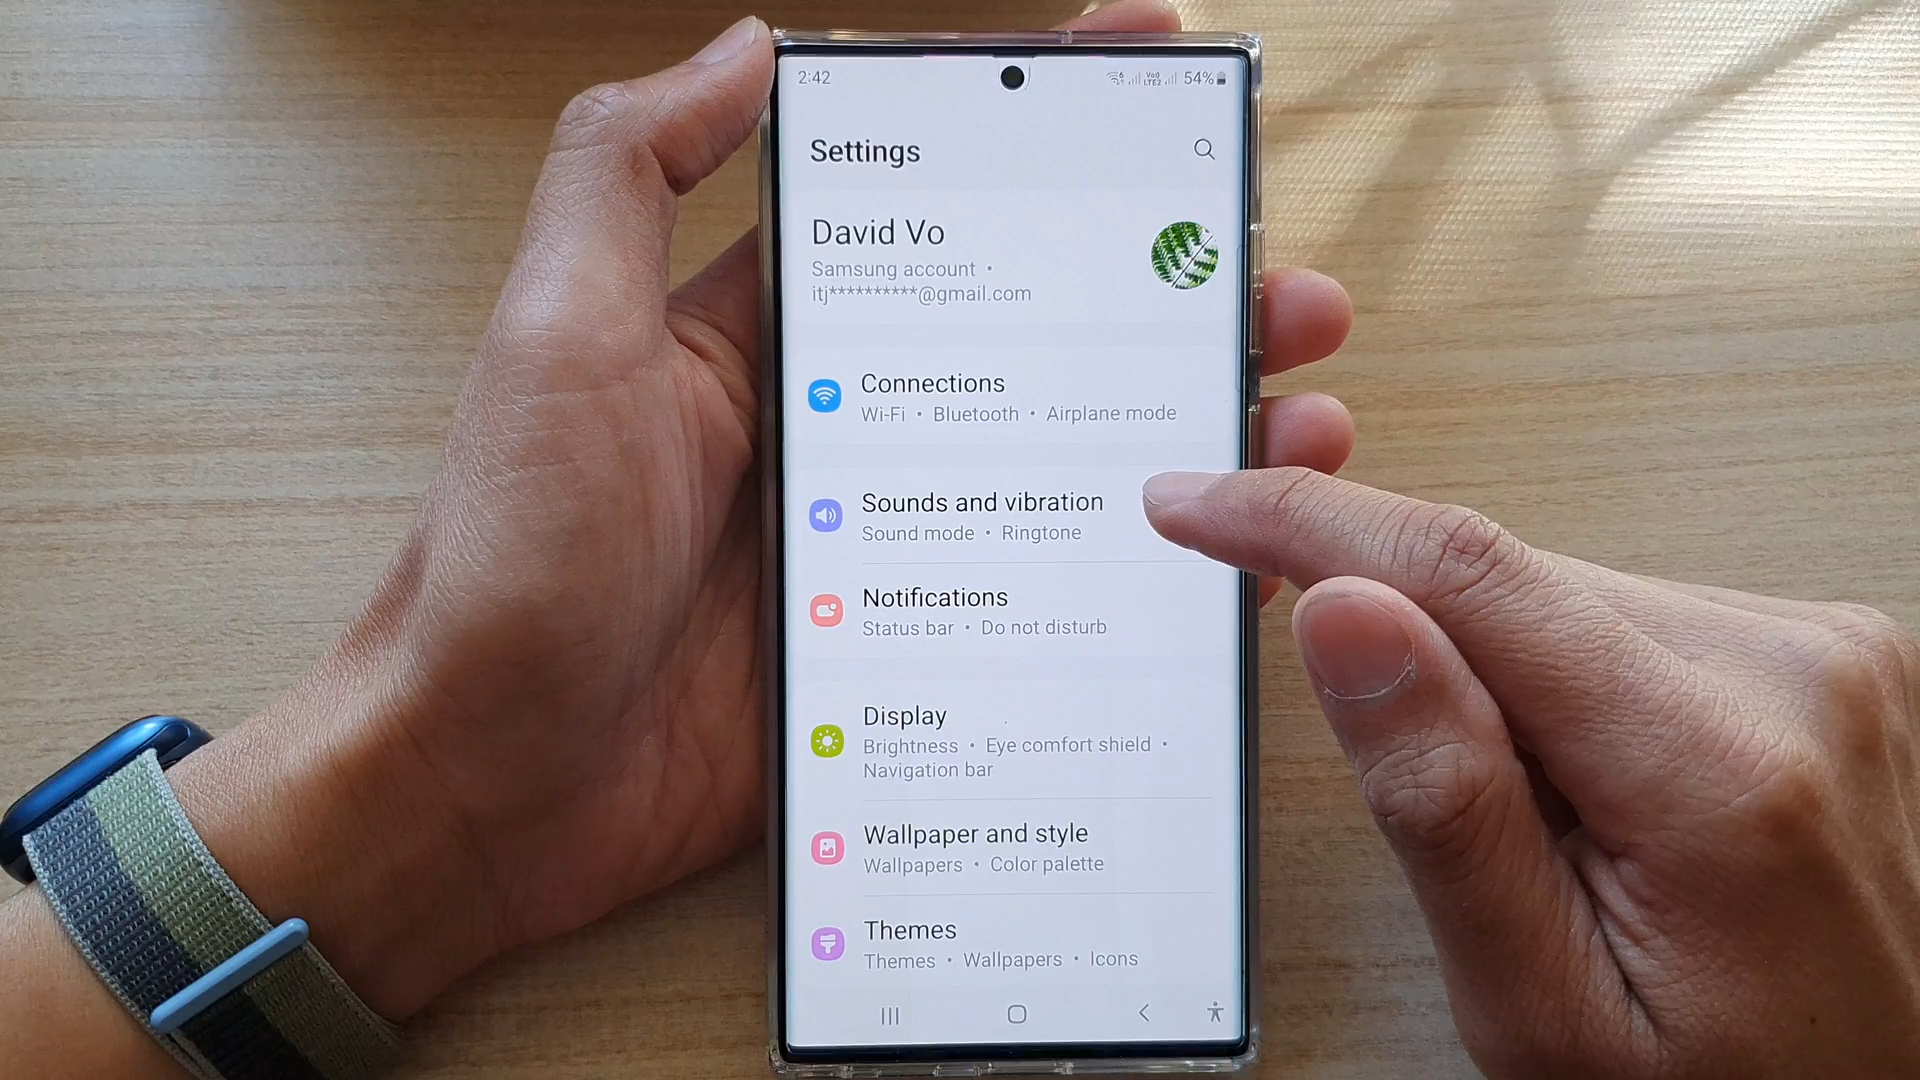 2:42
54%
Settings
David Vo
Samsung account •
itj**********@gmail.com
Connections
Wi-Fi • Bluetooth • Airplane mode
Sounds and vibration
Sound mode • Ringtone
Notifications
Status bar • Do not disturb
Display
Brightness • Eye comfort shield •
Navigation bar
Wallpaper and style
Wallpapers • Color palette
Themes
Themes • Wallpapers • Icons